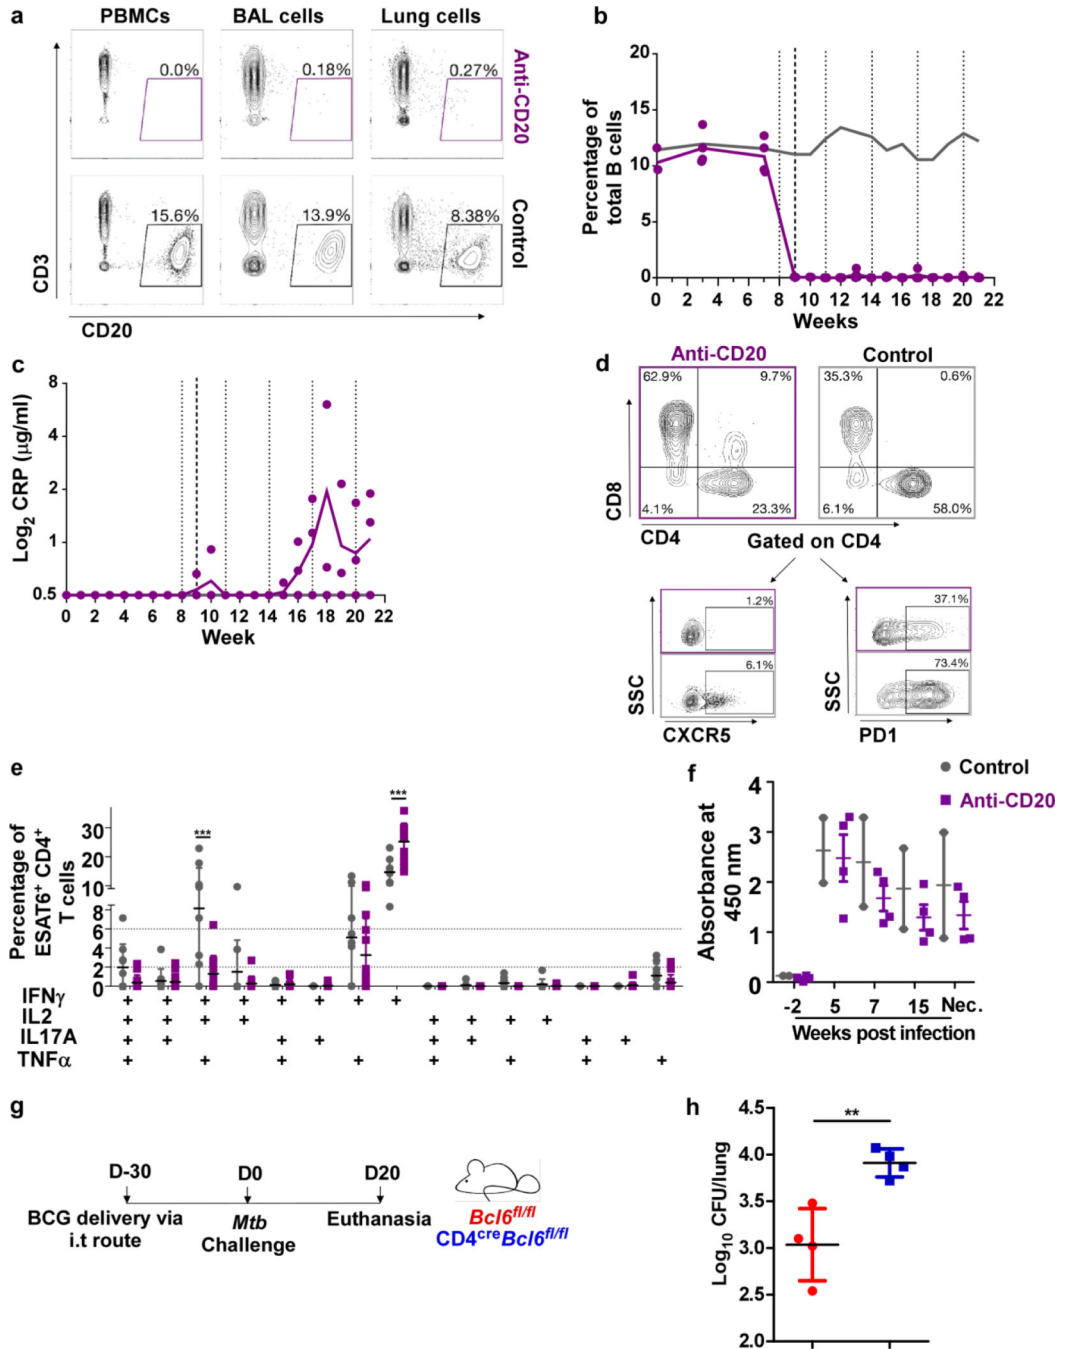 a
PBMCs BAL cells Lung cells
0.0% 0.18% 0.27%
Anti-CD20
15.6% 13.9% 8.38%
Control
CD3
CD20
b
Percentage of
total B cells
20
15
10
5
0
0 2 4 6 8 10 12 14 16 18 20 22
Weeks
c
Log2 CRP (μg/ml)
8
4
2
1
0.5
0 2 4 6 8 10 12 14 16 18 20 22
Week
d
Anti-CD20 Control
62.9% 9.7% 35.3% 0.6%
4.1% 23.3% 6.1% 58.0%
CD8
CD4 Gated on CD4
1.2% 37.1%
6.1% 73.4%
SSC SSC
CXCR5 PD1
e
Percentage of
ESAT6+ CD4+
T cells
30
20
10
8
6
4
2
0
*** ***
IFNγ + + + + + + + +
IL2 + + + + + + + +
IL17A + + + + + + + +
TNFα + + + + + + + +
f
Control
Anti-CD20
Absorbance at
450 nm
4
3
2
1
0
-2 5 7 15 Nec.
Weeks post infection
g
D-30 D0 D20
BCG delivery via
i.t route
Mtb
Challenge
Euthanasia
Bcl6fl/fl
CD4creBcl6fl/fl
h
Log10 CFU/lung
4.5
4.0
3.5
3.0
2.5
2.0
**